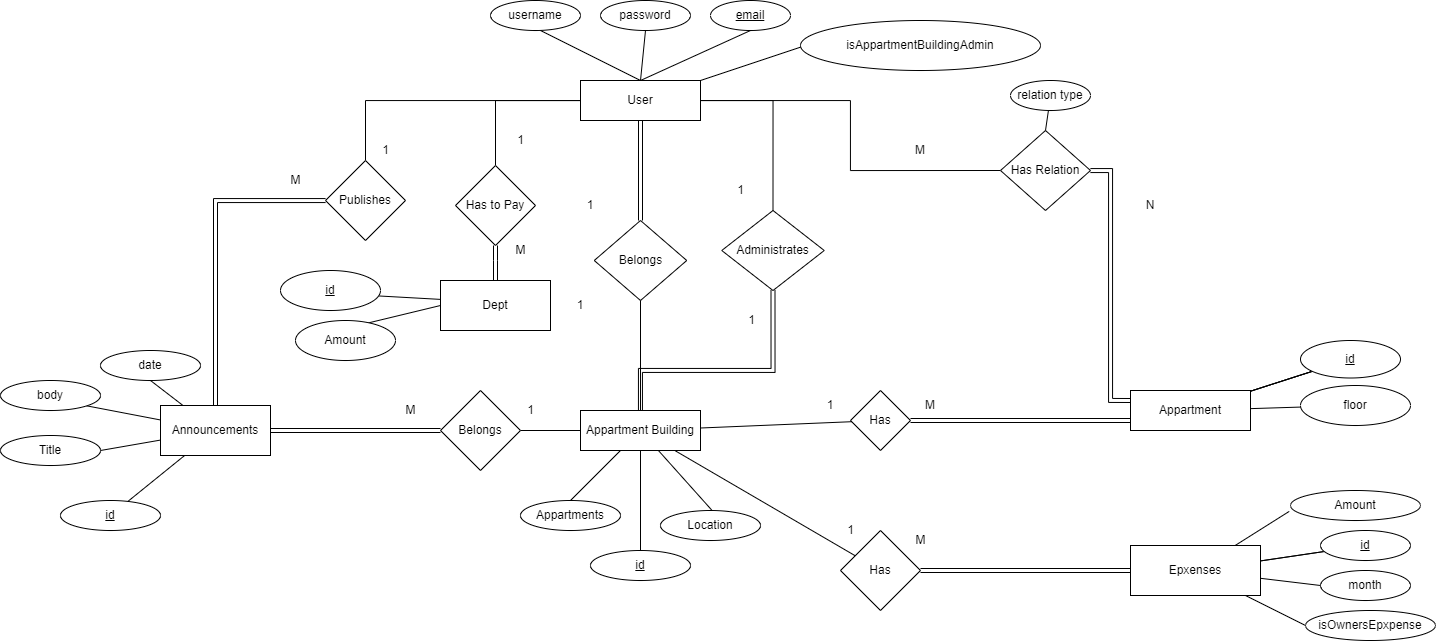 username
password
email
isAppartmentBuildingAdmin
User
relation type
1
1
M
M
1
Publishes
Has to Pay
Has Relation
1
N
M
Belongs
Administrates
id
Dept
1
1
Amount
date
id
body
floor
Appartment
M
1
1
M
Announcements
Belongs
Appartment Building
Has
Title
id
Appartments
Location
Amount
1
M
id
id
Has
Epxenses
month
isOwnersEpxpense